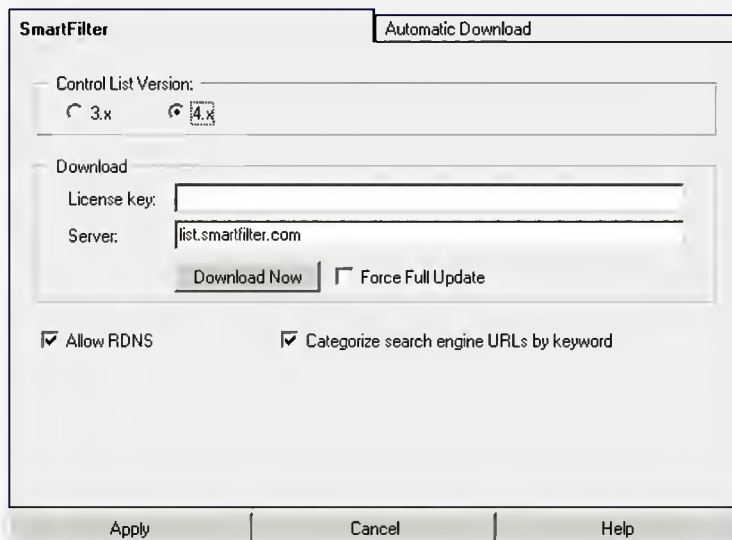 SmartFilter
Automatic Download
Control List Version:
3.x 4.x
Download
License key:
Server: list.smartfilter.com
Download Now Force Full Update
Allow RDNS Categorize search engine URLs by keyword
Apply Cancel Help